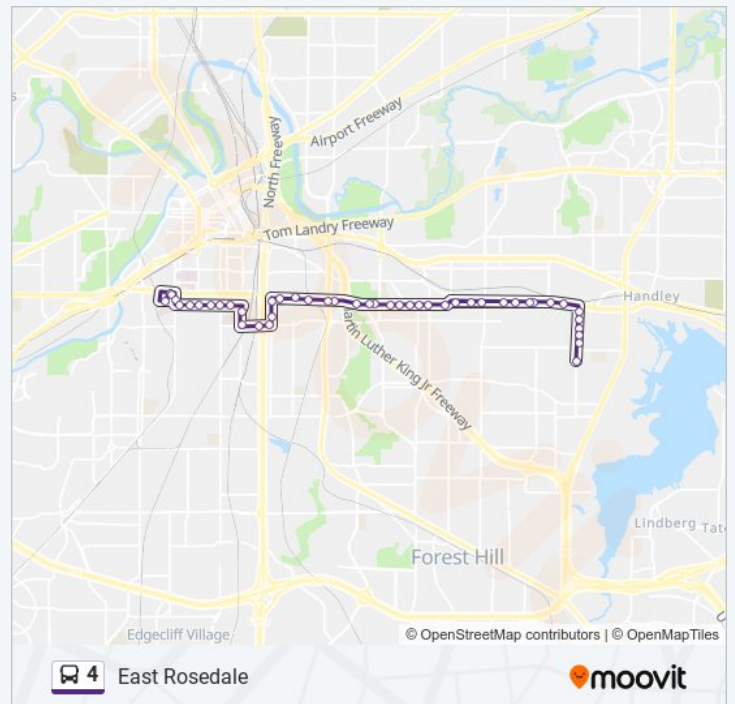 Airport Freeway
North Freeway
Tom Landry Freeway
Handley
Martin Luther King Jr Freeway
Lindberg
Forest Hill
Edgecliff Village
© OpenStreetMap contributors | © OpenMapTiles
4 East Rosedale
moovit